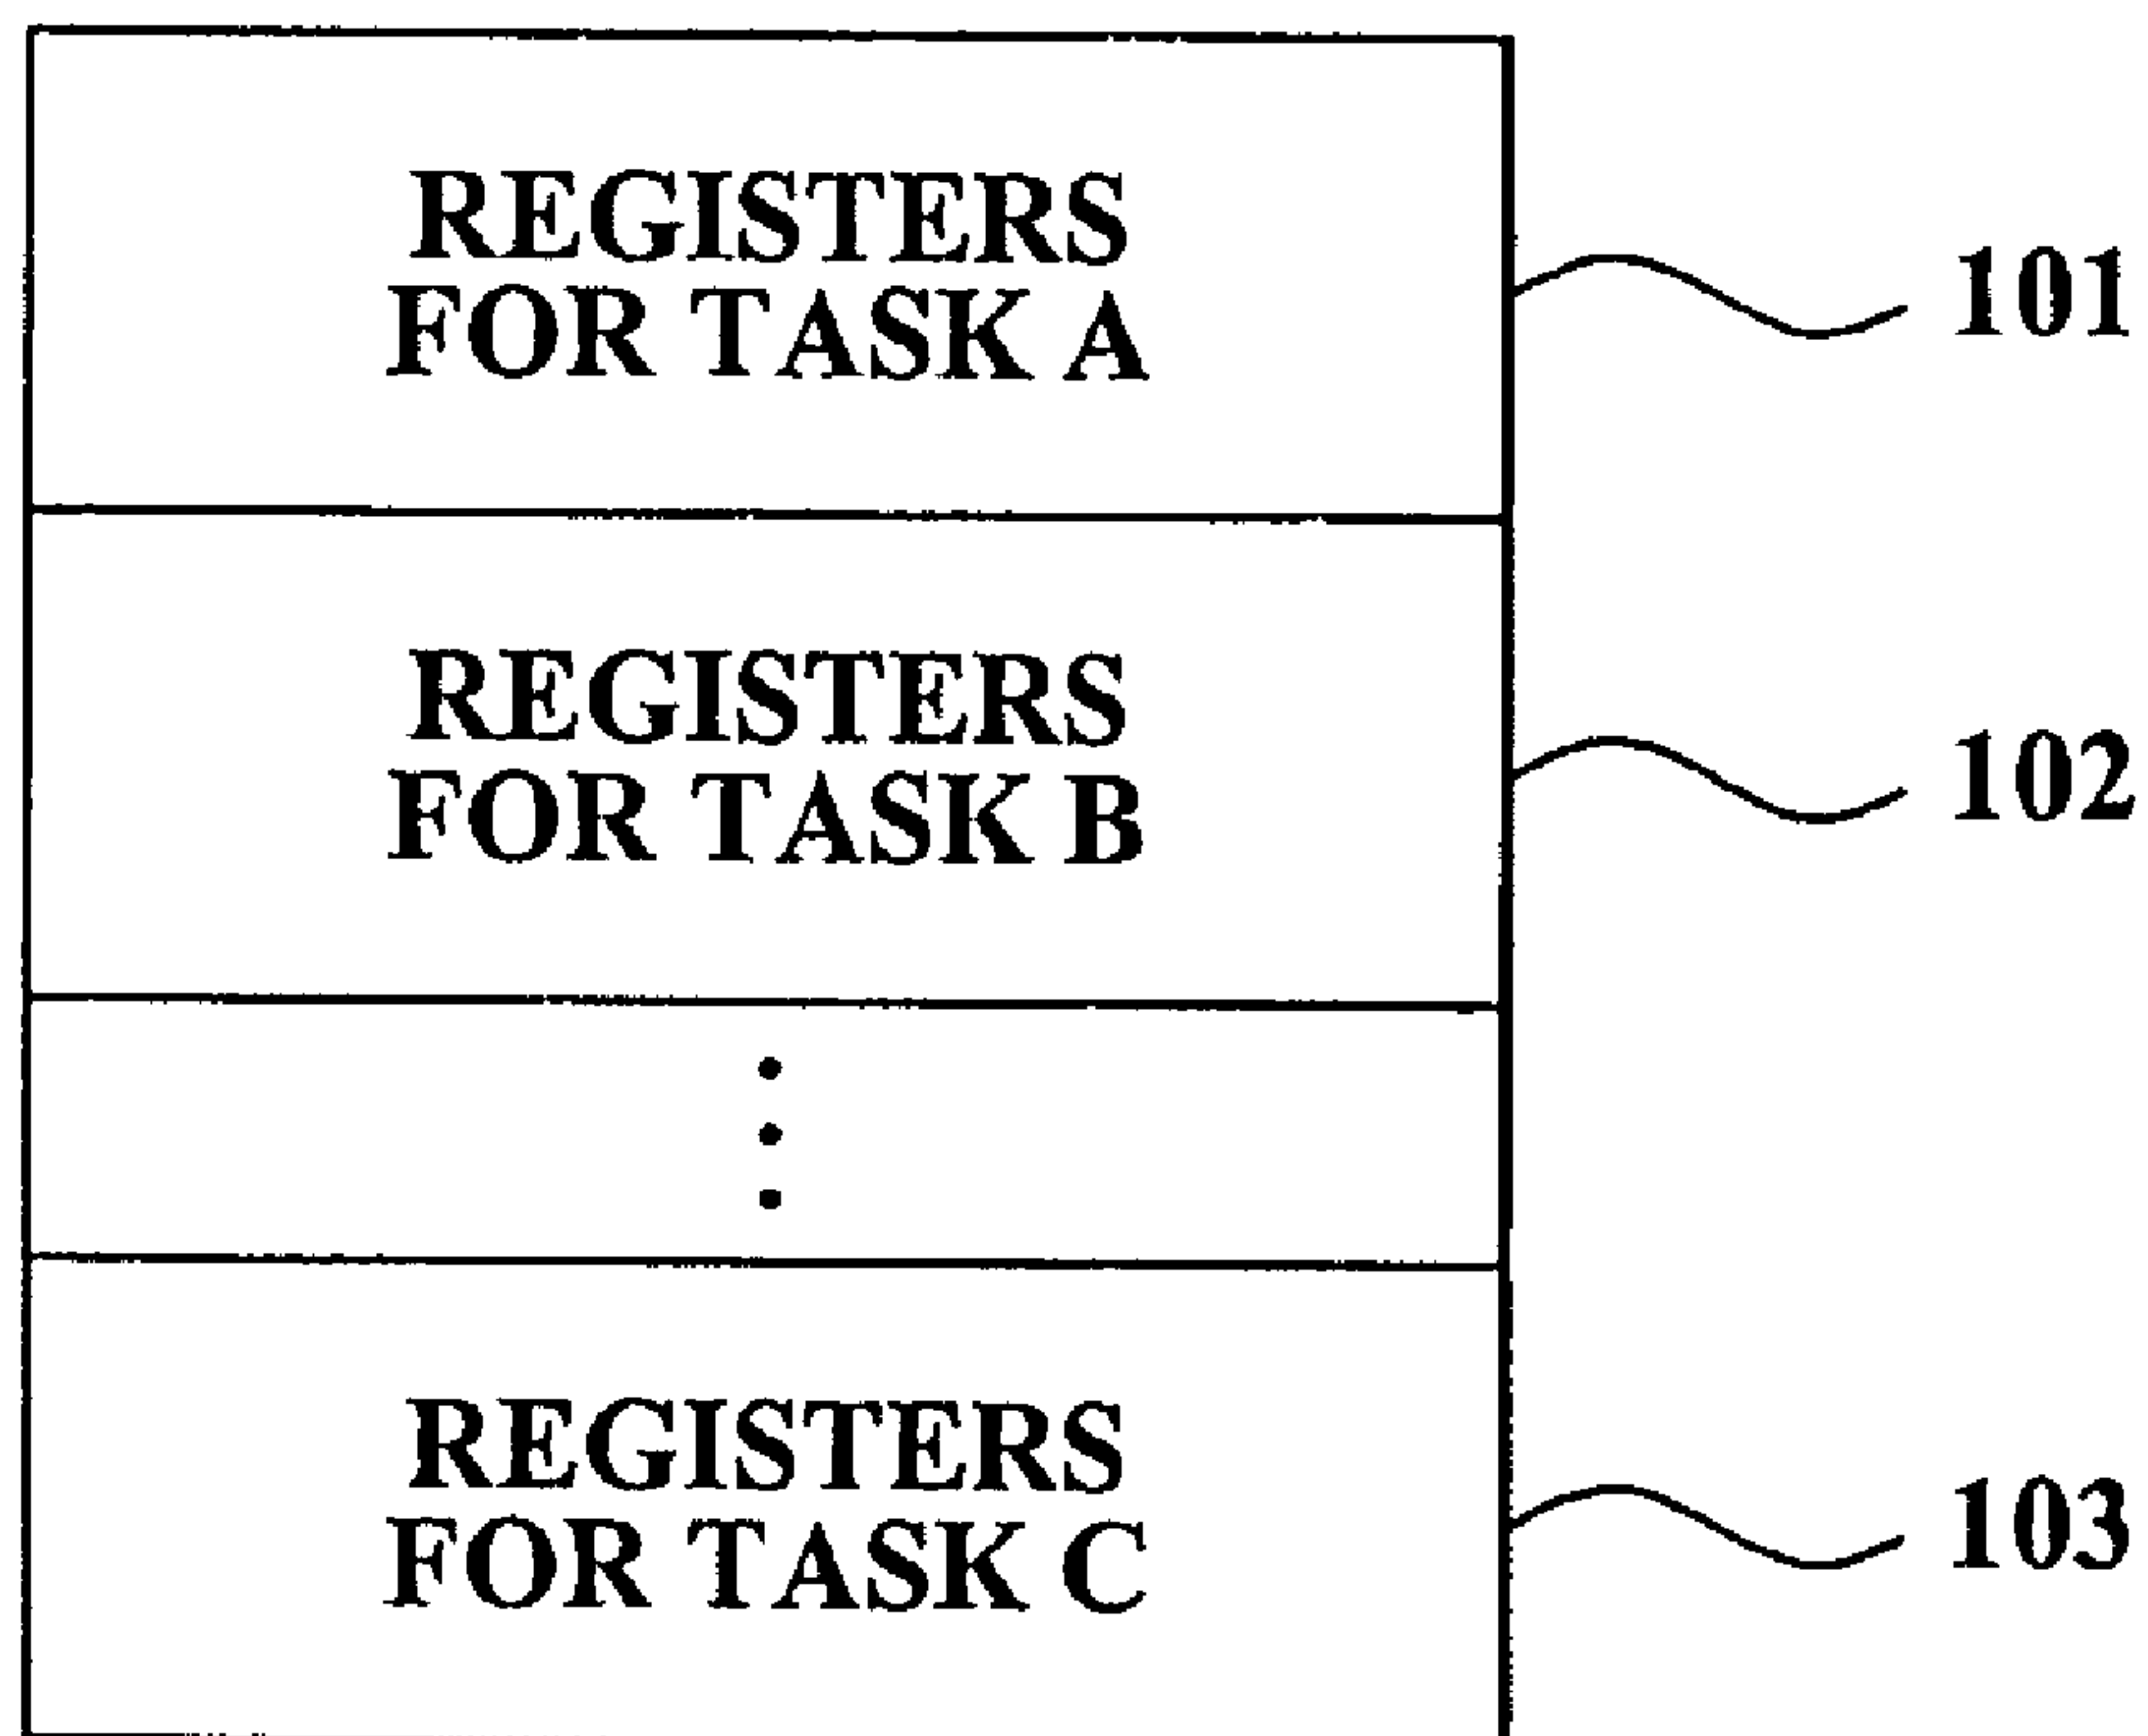 REGISTERS
FOR TASK A
101
REGISTERS
FOR TASK B
102
REGISTERS
FOR TASK C
103